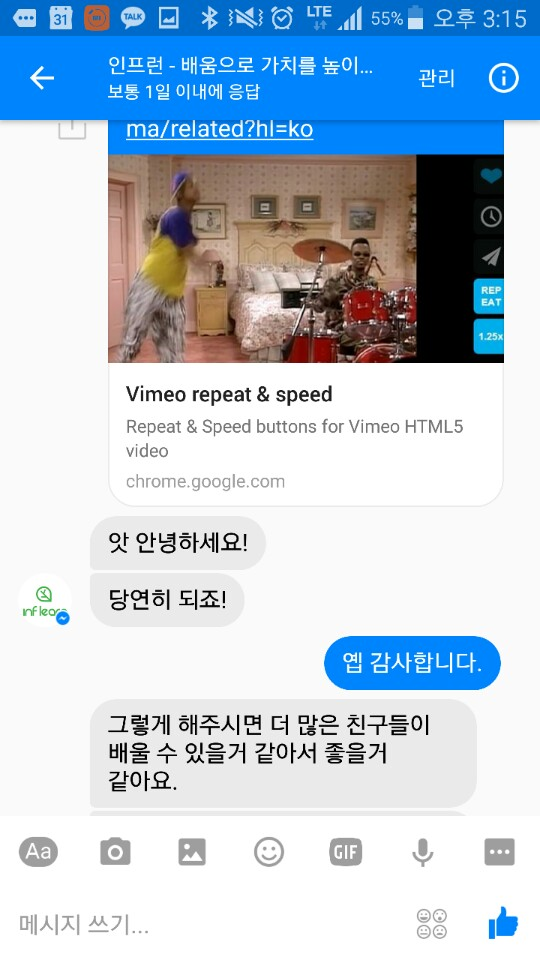 31
TALK
LTE
55%
오후 3:15
인프런 - 배움으로 가치를 높이...
보통 1일 이내에 응답
관리
ma/related?hl=ko
REP
EAT
1.25x
Vimeo repeat & speed
Repeat & Speed buttons for Vimeo HTML5
video
chrome.google.com
앗 안녕하세요!
당연히 되죠!
inflearn
옙 감사합니다.
그렇게 해주시면 더 많은 친구들이
배울 수 있을거 같아서 좋을거
같아요.
Aa
GIF
메시지 쓰기...